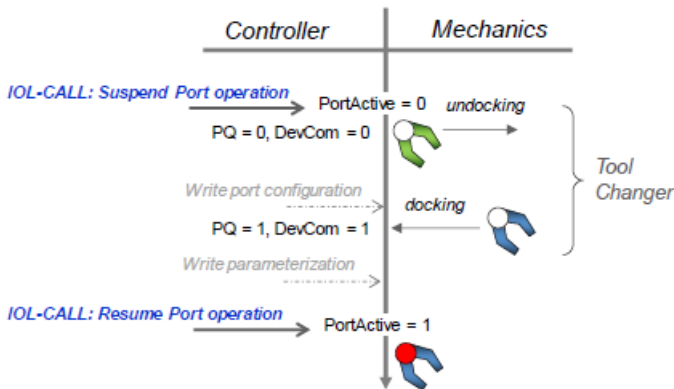 Controller
Mechanics
IOL-CALL: Suspend Port operation
PortActive = 0
undocking
PQ = 0, DevCom = 0
Tool
Changer
Write port configuration
docking
PQ = 1, DevCom = 1
Write parameterization
IOL-CALL: Resume Port operation
PortActive = 1